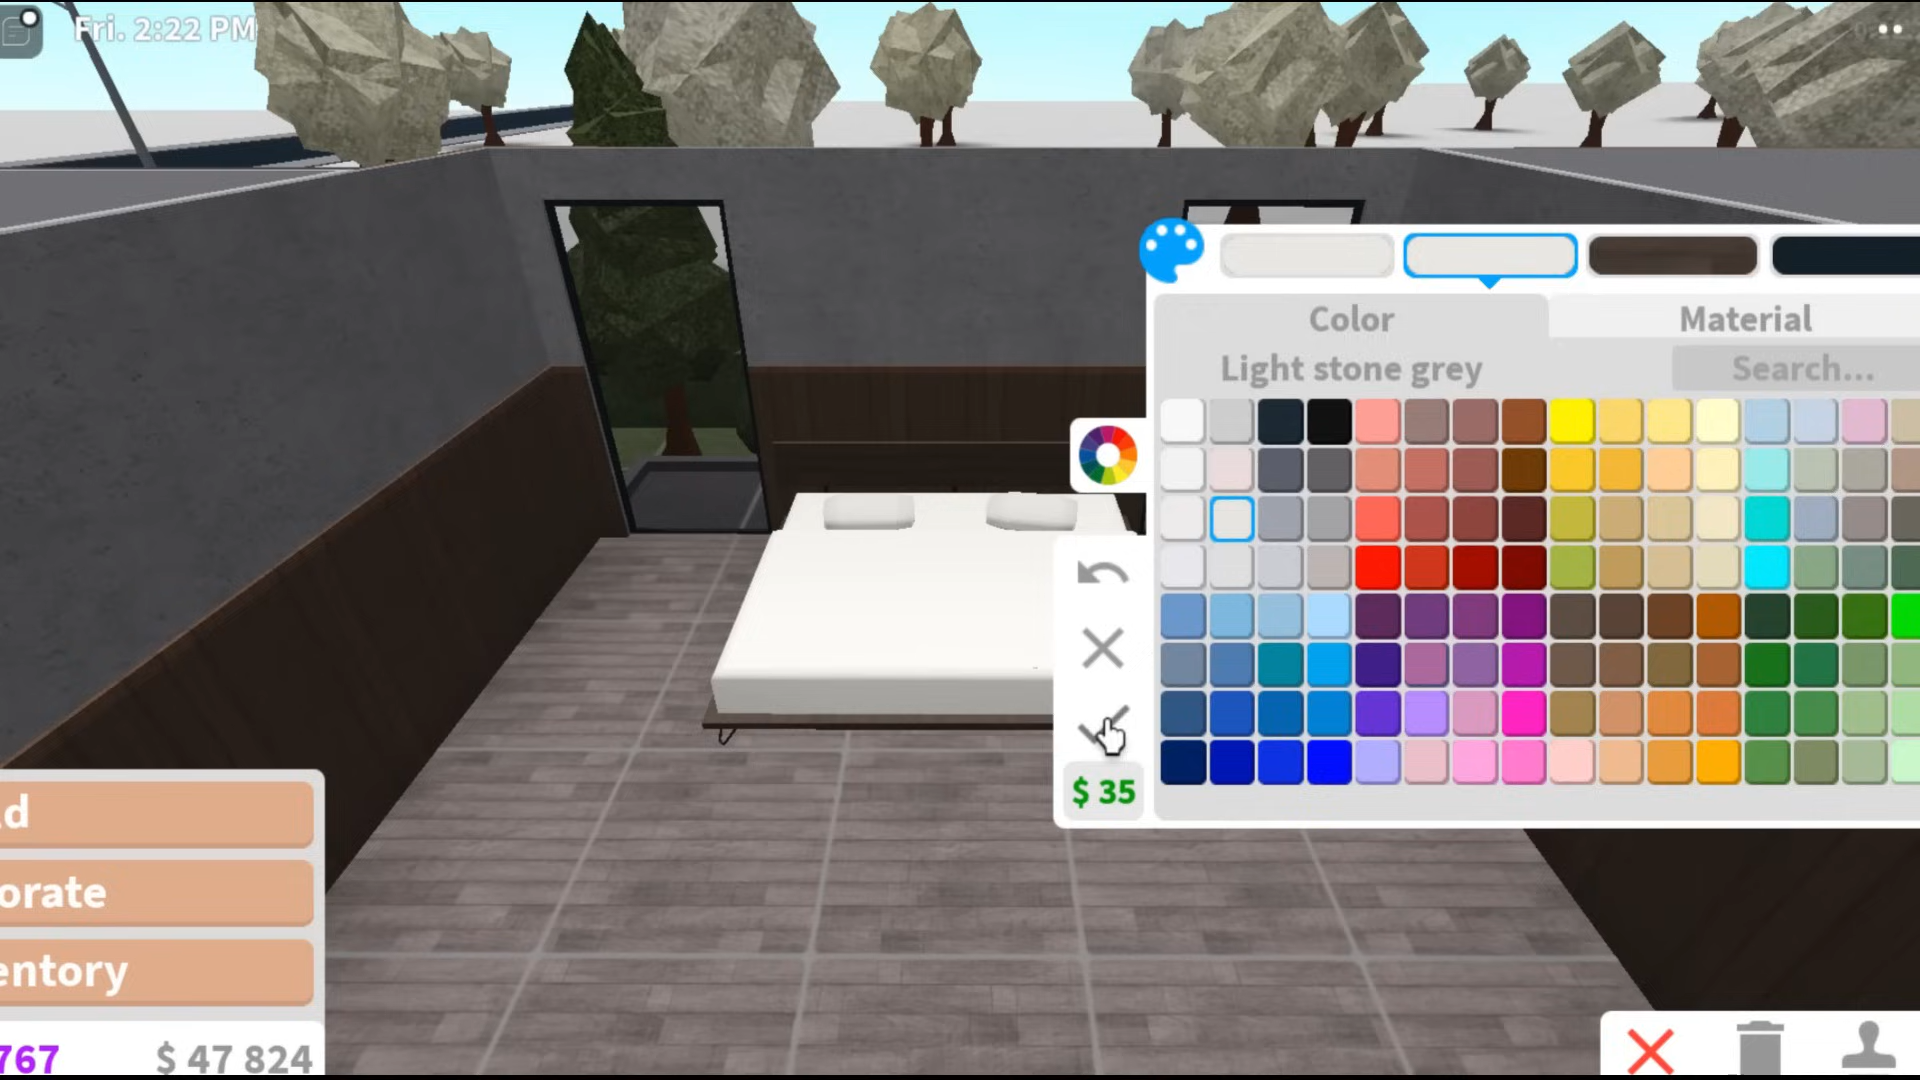 Fri. 2:22 PM
Color
Material
Light stone grey
Search...
$ 35
d
orate
entory
767
$ 47 824